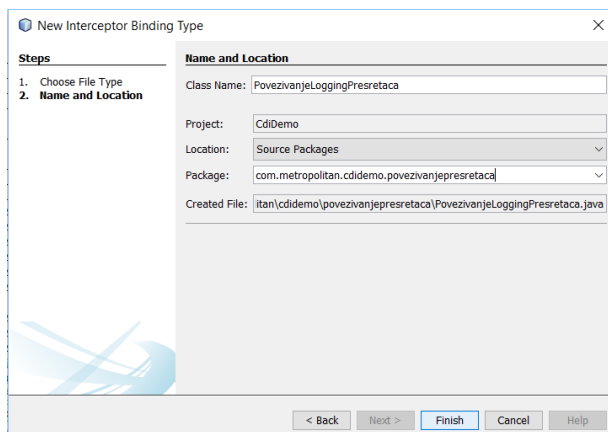 New Interceptor Binding Type
Steps
1. Choose File Type
2. Name and Location
Name and Location
Class Name: PovezivanjeLoggingPresretaca
Project: CdiDemo
Location: Source Packages
Package: com.metropolitan.cdidemo.povezivanjepresretaca
Created File: itan\cdidemo\povezivanjepresretaca\PovezivanjeLoggingPresretaca.java
< Back Next > Finish Cancel Help